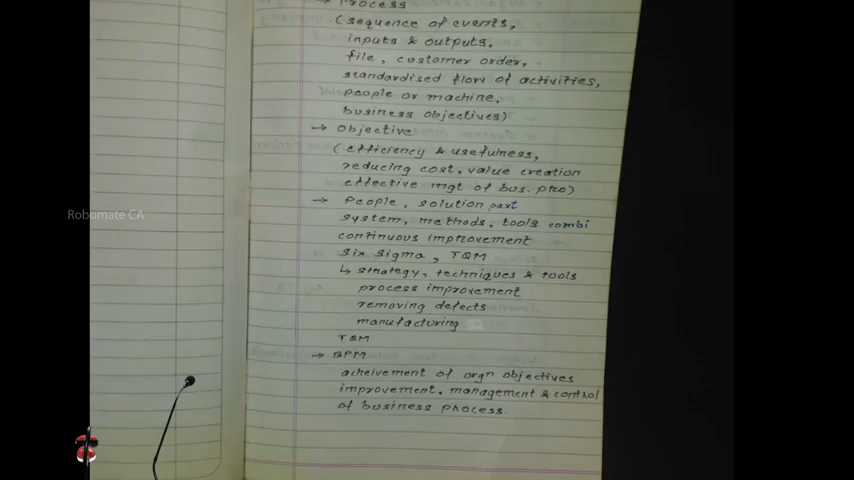 → Process
(sequence of events,
inputs & outputs,
file, customer order,
standardised flow of activities,
people or machine,
business objectives)
→ Objective
(efficiency & usefulness,
reducing cost, value creation
effective mgt of bus. pro)
→ People, solution part
system, methods, tools combi
continuous improvement
six sigma, TQM
↳ strategy, techniques & tools
process improvement
removing defects
manufacturing
TQM
→ BPM
acheivement of orgn objectives
improvement, management & control
of business process.
Robomate CA